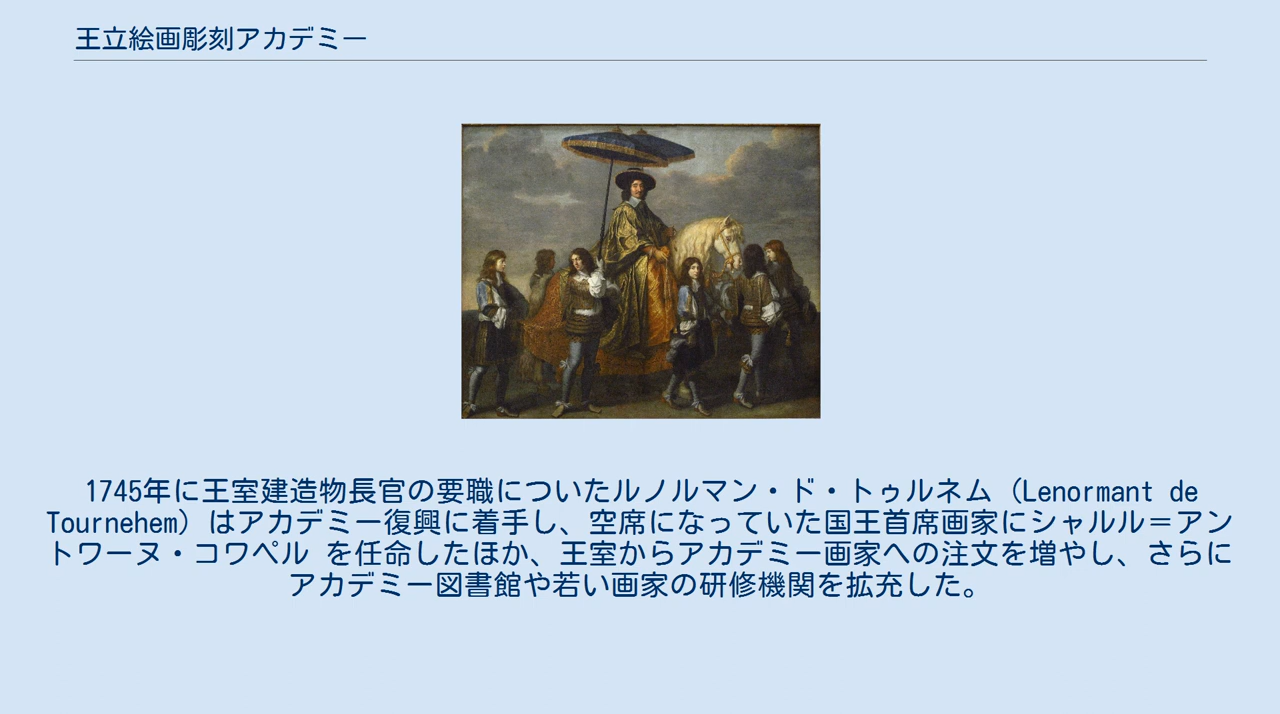 王立絵画彫刻アカデミー
1745年に王室建造物長官の要職についたルノルマン・ド・トゥルネム（Lenormant de
Tournehem）はアカデミー復興に着手し、空席になっていた国王首席画家にシャルル＝アン
トワーヌ・コワペル を任命したほか、王室からアカデミー画家への注文を増やし、さらに
アカデミー図書館や若い画家の研修機関を拡充した。